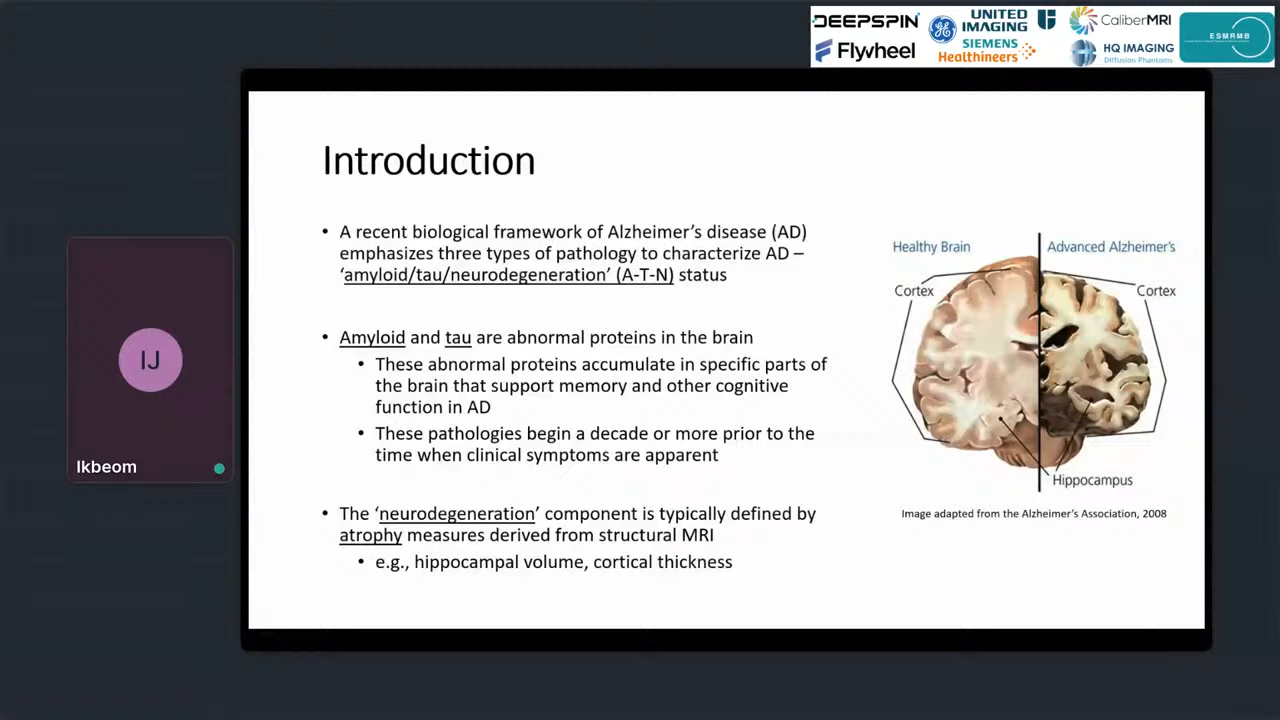 DEEPSPIN
UNITED
IMAGING
CaliberMRI
ESMRMB
Flywheel
SIEMENS
Healthineers
HQ IMAGING
Diffusion Phantoms
Introduction
• A recent biological framework of Alzheimer’s disease (AD)
emphasizes three types of pathology to characterize AD –
‘amyloid/tau/neurodegeneration’ (A-T-N) status
• Amyloid and tau are abnormal proteins in the brain
• These abnormal proteins accumulate in specific parts of
the brain that support memory and other cognitive
function in AD
• These pathologies begin a decade or more prior to the
time when clinical symptoms are apparent
• The ‘neurodegeneration’ component is typically defined by
atrophy measures derived from structural MRI
• e.g., hippocampal volume, cortical thickness
Healthy Brain
Advanced Alzheimer’s
Cortex
Cortex
Hippocampus
Image adapted from the Alzheimer’s Association, 2008
IJ
Ikbeom